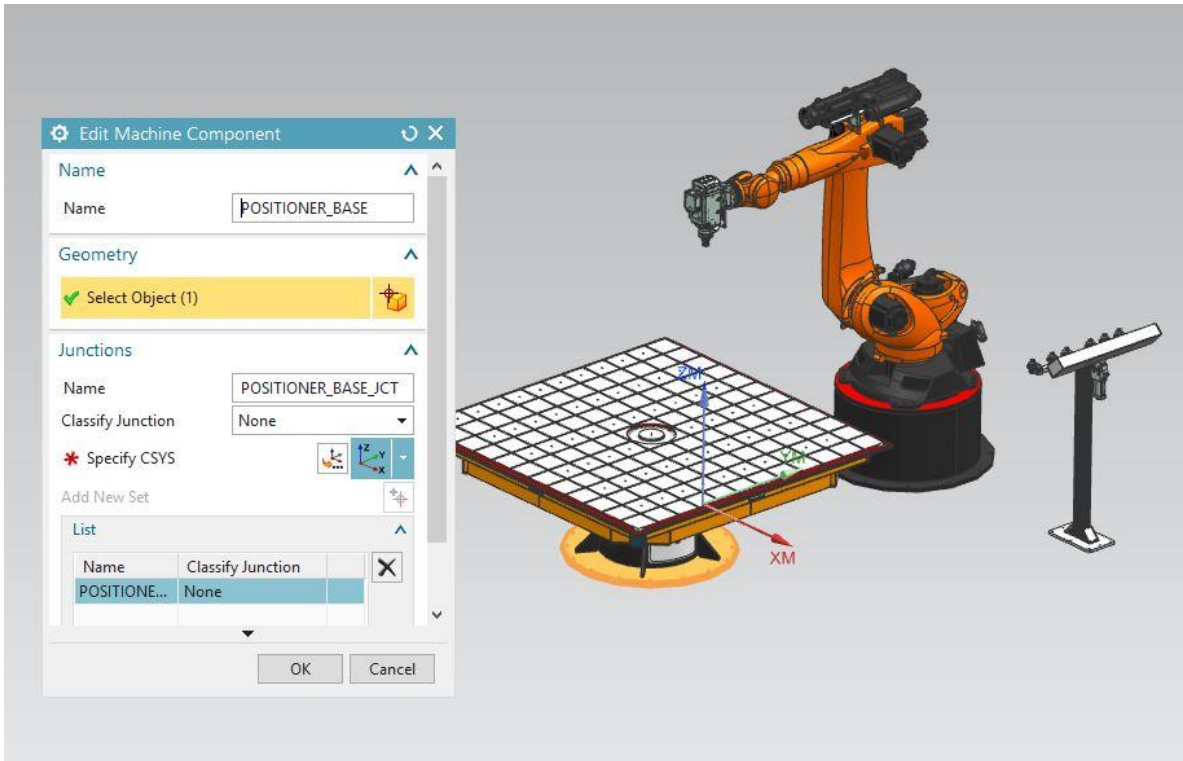 Edit Machine Component
Name
Name POSITIONER_BASE
Geometry
Select Object (1)
Junctions
Name POSITIONER_BASE_JCT
Classify Junction None
* Specify CSYS
Add New Set
List
Name Classify Junction
POSITIONE... None
OK Cancel
ZM
YM
XM